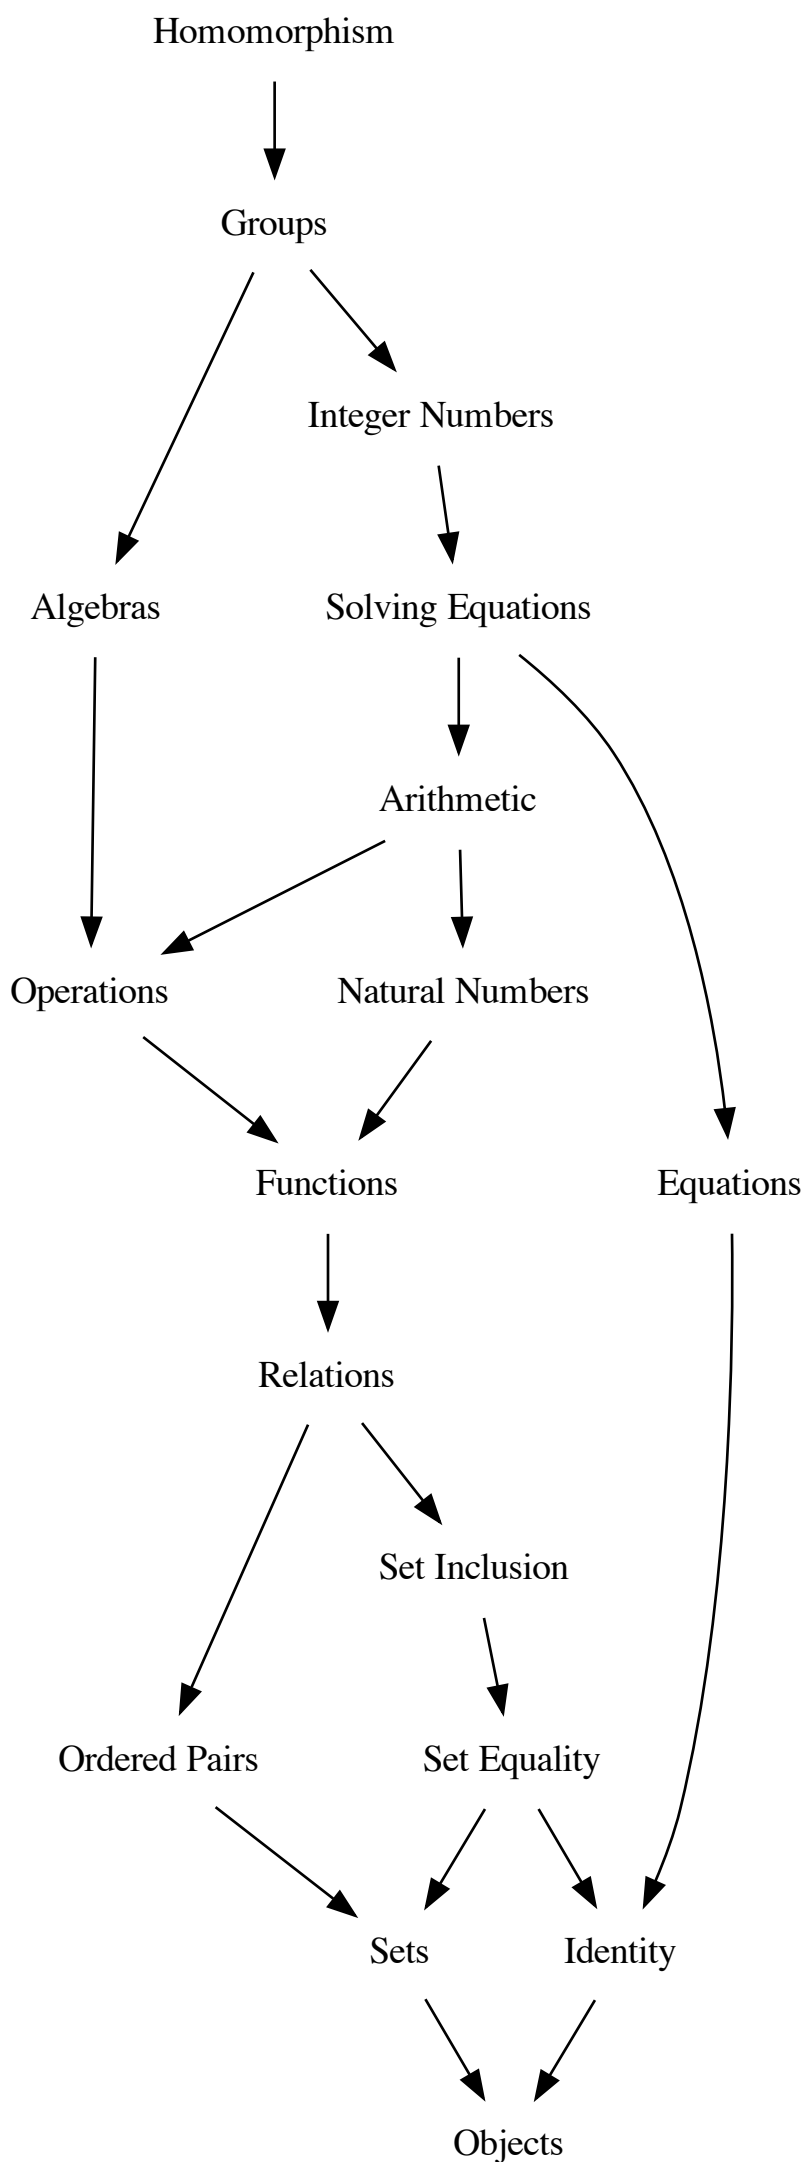 Homomorphism
Groups
Integer Numbers
Algebras
Solving Equations
Arithmetic
Operations
Natural Numbers
Functions
Equations
Relations
Set Inclusion
Ordered Pairs
Set Equality
Sets
Identity
Objects